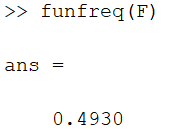 >> funfreq(F)
ans =
0.4930